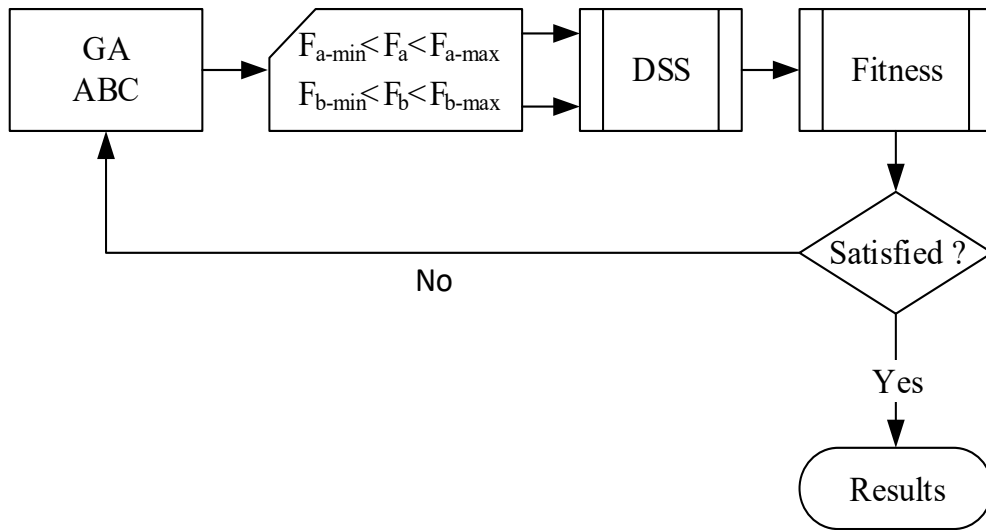 GA
ABC
Fa-min<Fa<Fa-max
Fb-min<Fb<Fb-max
DSS
Fitness
Satisfied ?
No
Yes
Results